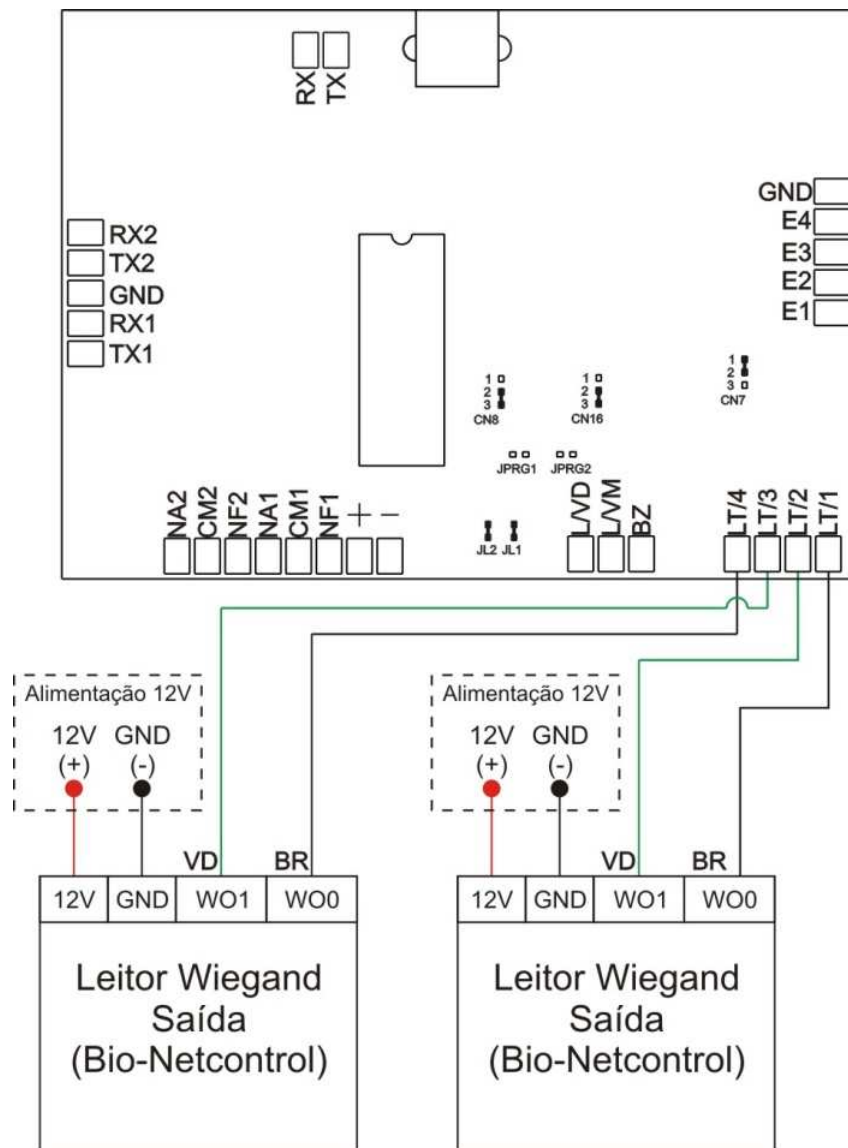 RX
TX
RX2
TX2
GND
RX1
TX1
GND
E4
E3
E2
E1
1
2
3
CN8
1
2
3
CN16
1
2
3
CN7
JPRG1
JPRG2
NA2
CM2
NF2
NA1
CM1
NF1
+
-
JL2
JL1
L/VD
L/VM
BZ
LT/4
LT/3
LT/2
LT/1
Alimentação 12V
12V
(+)
GND
(-)
VD
BR
12V
GND
WO1
WO0
Leitor Wiegand
Saída
(Bio-Netcontrol)
Alimentação 12V
12V
(+)
GND
(-)
VD
BR
12V
GND
WO1
WO0
Leitor Wiegand
Saída
(Bio-Netcontrol)